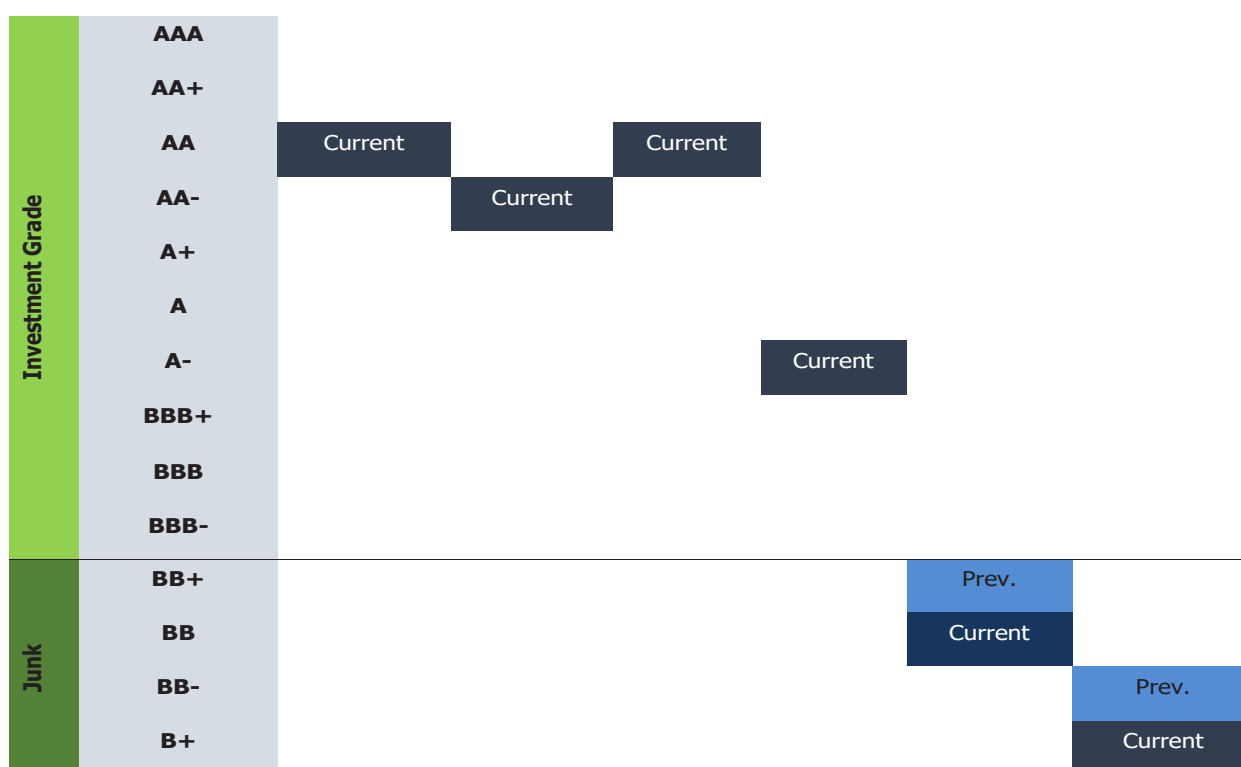 AAA
AA+
AA Current Current
AA- Current
A+
A
A- Current
BBB+
BBB
BBB-
Investment Grade
BB+ Prev.
BB Current
BB- Prev.
B+ Current
Junk